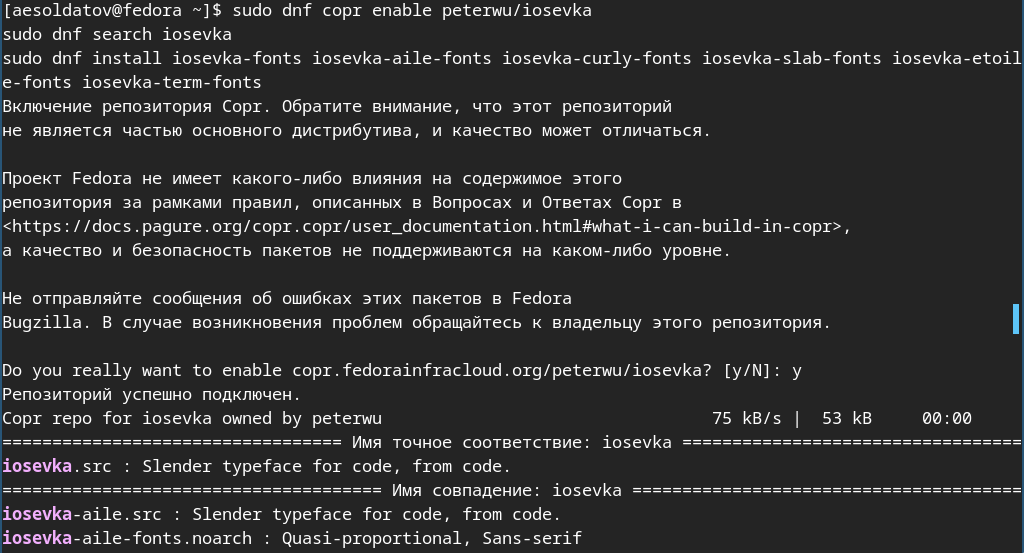 [aesoldatov@fedora ~]$ sudo dnf copr enable peterwu/iosevka
sudo dnf search iosevka
sudo dnf install iosevka-fonts iosevka-aile-fonts iosevka-curly-fonts iosevka-slab-fonts iosevka-etoil
e-fonts iosevka-term-fonts
Включение репозитория Copr. Обратите внимание, что этот репозиторий
не является частью основного дистрибутива, и качество может отличаться.
Проект Fedora не имеет какого-либо влияния на содержимое этого
репозитория за рамками правил, описанных в Вопросах и Ответах Copr в
<https://docs.pagure.org/copr.copr/user_documentation.html#what-i-can-build-in-copr>,
а качество и безопасность пакетов не поддерживаются на каком-либо уровне.
Не отправляйте сообщения об ошибках этих пакетов в Fedora
Bugzilla. В случае возникновения проблем обращайтесь к владельцу этого репозитория.
Do you really want to enable copr.fedorainfracloud.org/peterwu/iosevka? [y/N]: y
Репозиторий успешно подключен.
Copr repo for iosevka owned by peterwu                                 75 kB/s |  53 kB     00:00
================================== Имя точное соответствие: iosevka ==================================
iosevka.src : Slender typeface for code, from code.
====================================== Имя совпадение: iosevka =======================================
iosevka-aile.src : Slender typeface for code, from code.
iosevka-aile-fonts.noarch : Quasi-proportional, Sans-serif